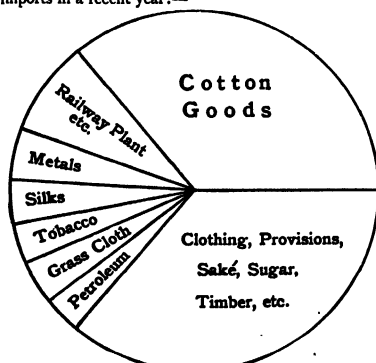 imports in a recent year:—
Cotton
Goods
Railway Plant
etc.
Metals
Silks
Tobacco
Grass Cloth
Petroleum
Clothing, Provisions,
Saké, Sugar,
Timber, etc.